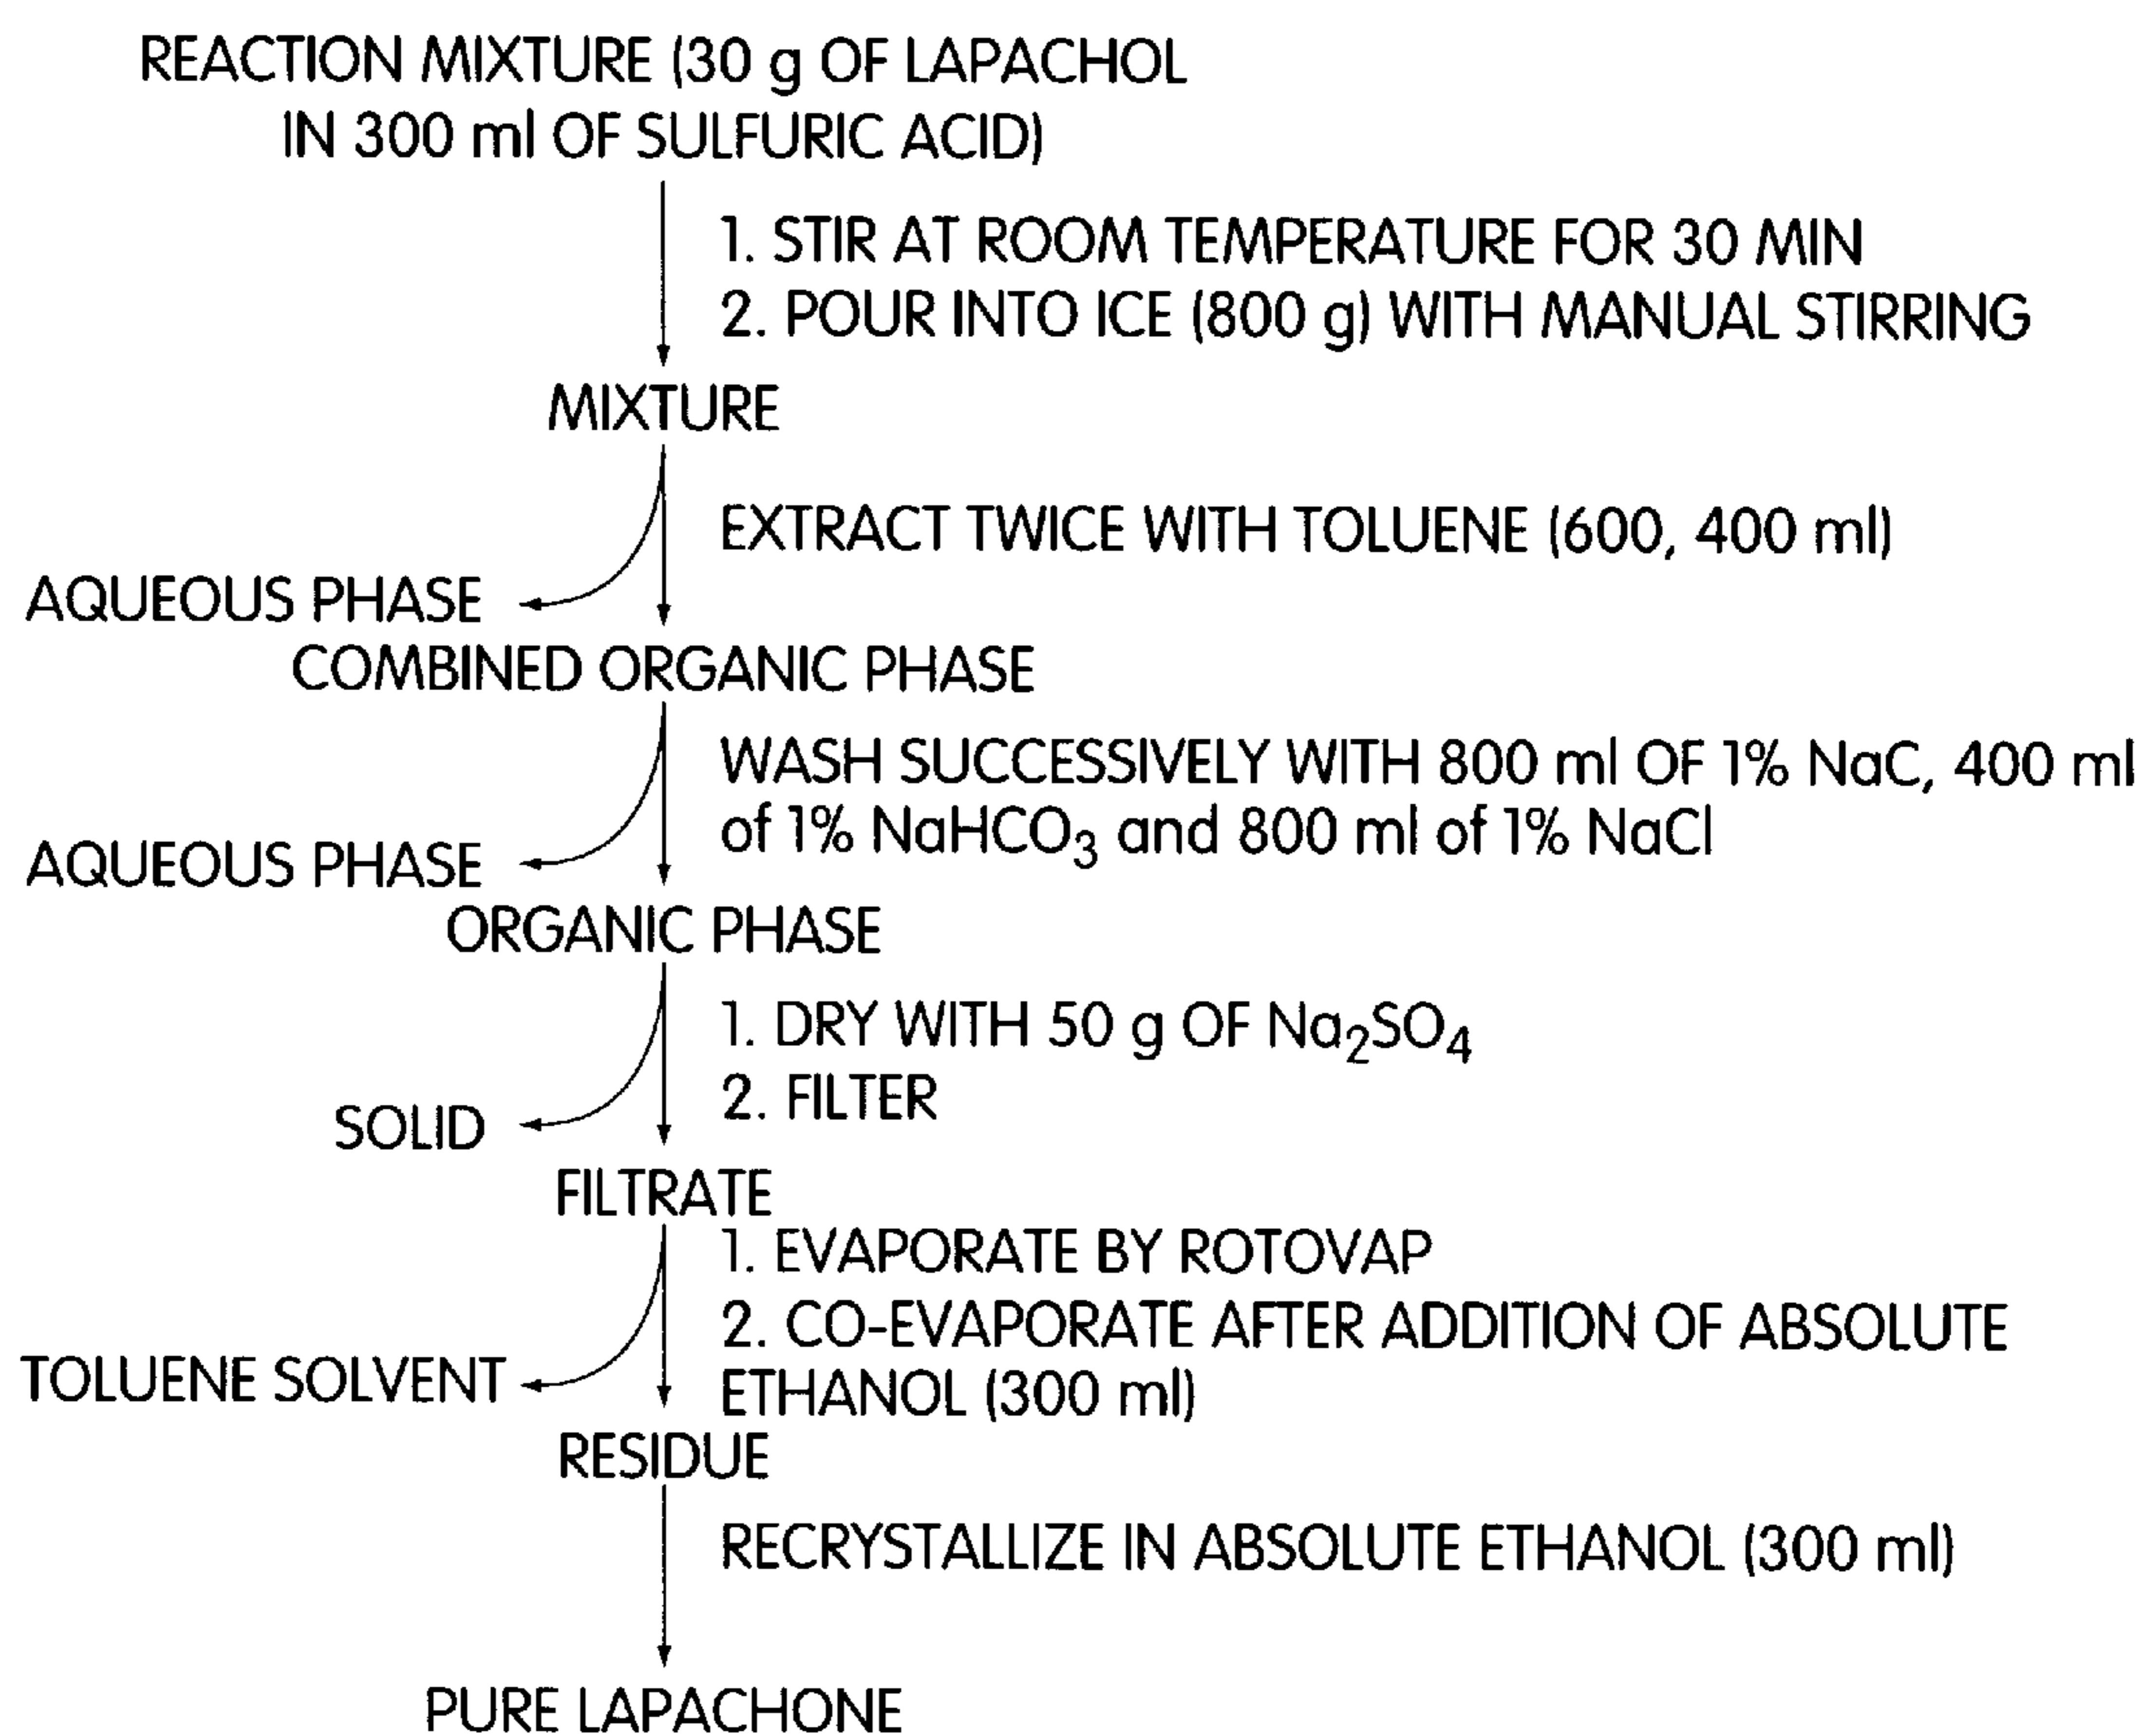 REACTION MIXTURE (30 g OF LAPACHOL
IN 300 ml OF SULFURIC ACID)
1. STIR AT ROOM TEMPERATURE FOR 30 MIN
2. POUR INTO ICE (800 g) WITH MANUAL STIRRING
MIXTURE
EXTRACT TWICE WITH TOLUENE (600, 400 ml)
AQUEOUS PHASE
COMBINED ORGANIC PHASE
WASH SUCCESSIVELY WITH 800 ml OF 1% NaC, 400 ml
of 1% NaHCO₃ and 800 ml of 1% NaCl
AQUEOUS PHASE
ORGANIC PHASE
1. DRY WITH 50 g OF Na₂SO₄
2. FILTER
SOLID
FILTRATE
1. EVAPORATE BY ROTOVAP
2. CO-EVAPORATE AFTER ADDITION OF ABSOLUTE
ETHANOL (300 ml)
TOLUENE SOLVENT
RESIDUE
RECRYSTALLIZE IN ABSOLUTE ETHANOL (300 ml)
PURE LAPACHONE